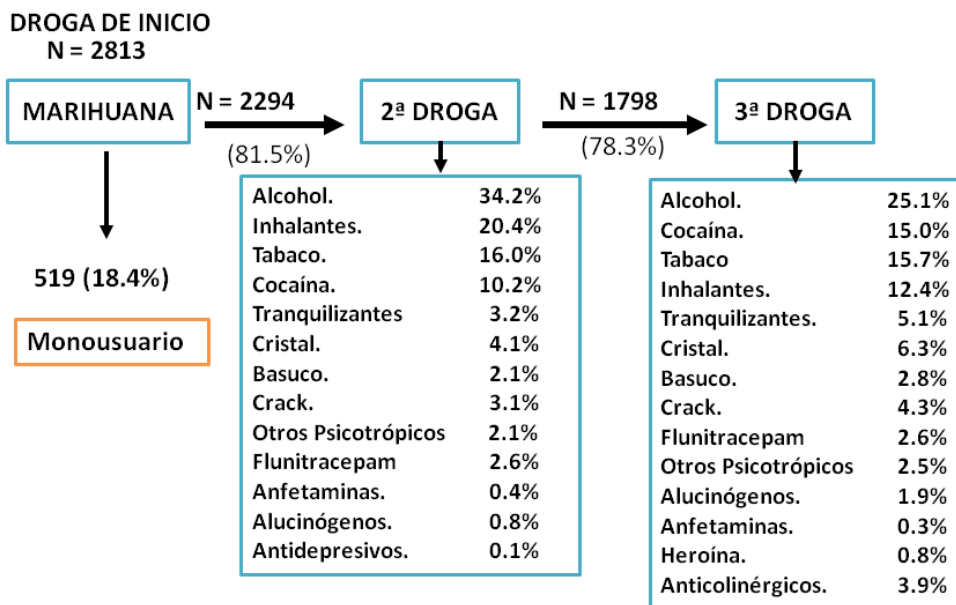 DROGA DE INICIO
N = 2813
MARIHUANA
N = 2294
(81.5%)
2ª DROGA
N = 1798
(78.3%)
3ª DROGA
519 (18.4%)
Monousuario
Alcohol. 34.2%
Inhalantes. 20.4%
Tabaco. 16.0%
Cocaína. 10.2%
Tranquilizantes 3.2%
Cristal. 4.1%
Basuco. 2.1%
Crack. 3.1%
Otros Psicotrópicos 2.1%
Flunitracepam 2.6%
Anfetaminas. 0.4%
Alucinógenos. 0.8%
Antidepresivos. 0.1%
Alcohol. 25.1%
Cocaína. 15.0%
Tabaco 15.7%
Inhalantes. 12.4%
Tranquilizantes. 5.1%
Cristal. 6.3%
Basuco. 2.8%
Crack. 4.3%
Flunitracepam 2.6%
Otros Psicotrópicos 2.5%
Alucinógenos. 1.9%
Anfetaminas. 0.3%
Heroína. 0.8%
Anticolinérgicos. 3.9%